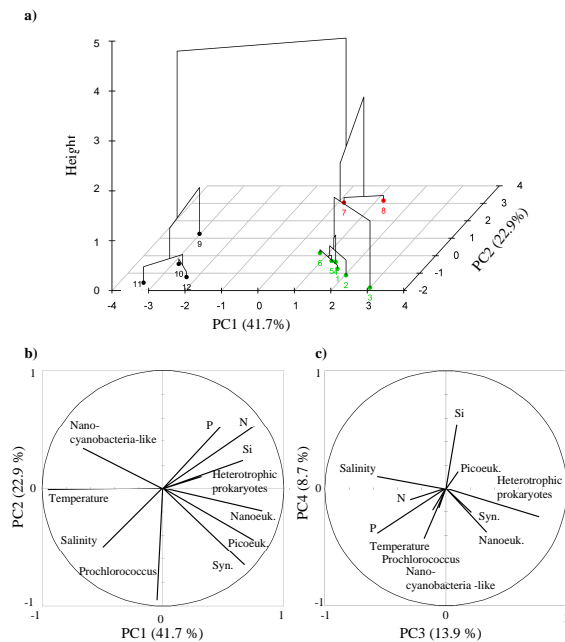 a)
5
4
3
2
1
0
Height
-4 -3 -2 -1 0 1 2 3 4
PC1 (41.7%)
-2
-1
0
1
2
3
4
PC2 (22.9%)
7
8
9
10
11
12
6
5
1
2
3
b)
1
0
-1
PC2 (22.9 %)
Nano-
cyanobacteria-like
P
N
Si
Heterotrophic
prokaryotes
Temperature
Nanoeuk.
Salinity
Picoeuk.
Syn.
Prochlorococcus
-1 0 1
PC1 (41.7 %)
c)
1
0
-1
PC4 (8.7 %)
Si
Picoeuk.
Salinity
Heterotrophic
prokaryotes
N
Syn.
P
Nanoeuk.
Temperature
Prochlorococcus
Nano-
cyanobacteria -like
-1 0 1
PC3 (13.9 %)